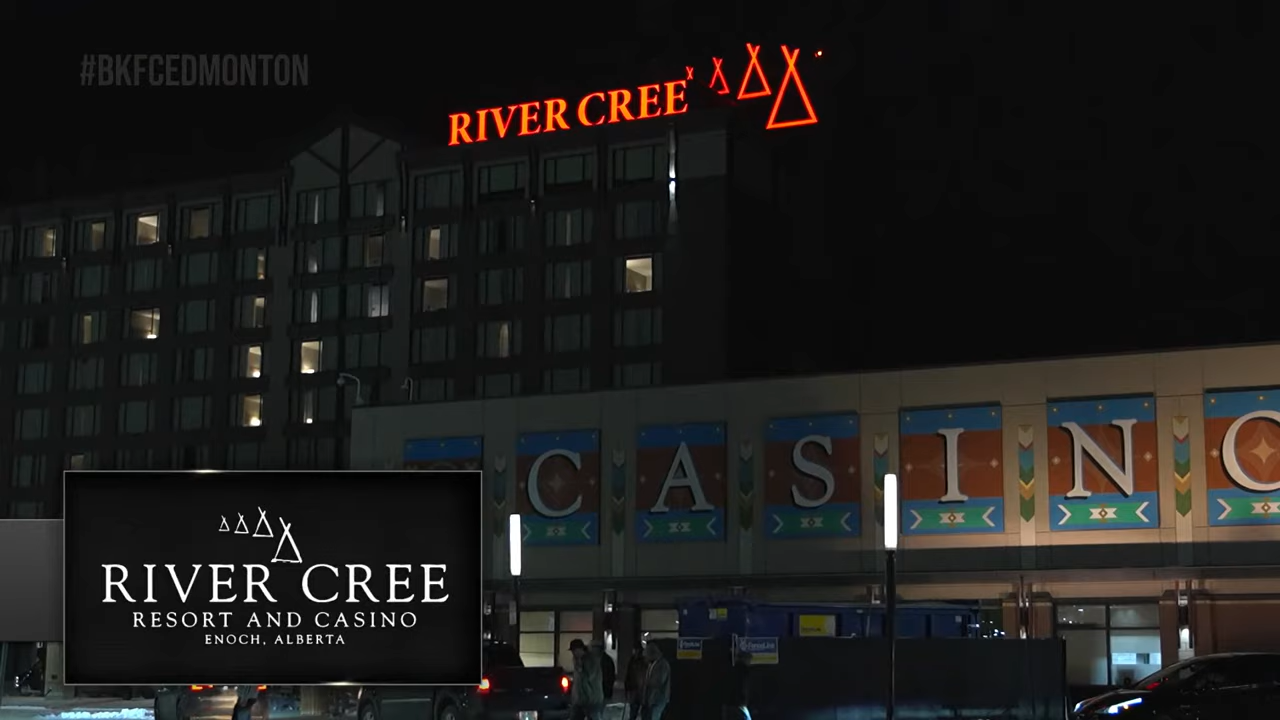 #BKFCEDMONTON
RIVER CREE
CASINO
RIVER CREE
RESORT AND CASINO
ENOCH, ALBERTA